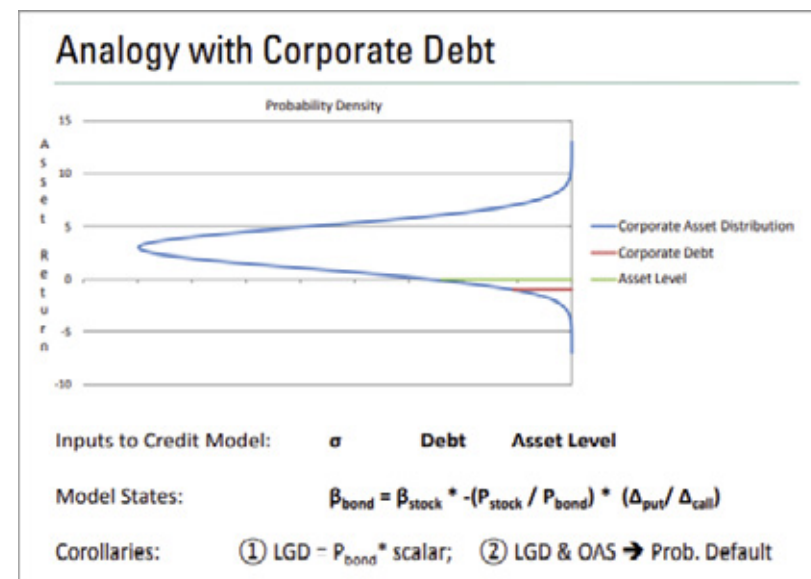 Analogy with Corporate Debt
Probability Density
Asset Return
15
10
5
0
-5
-10
Corporate Asset Distribution
Corporate Debt
Asset Level
Inputs to Credit Model: σ Debt Asset Level
Model States: βbond = βstock * -(Pstock / Pbond) * (Δput/ Δcall)
Corollaries: ① LGD = Pbond* scalar; ② LGD & OAS ➔ Prob. Default